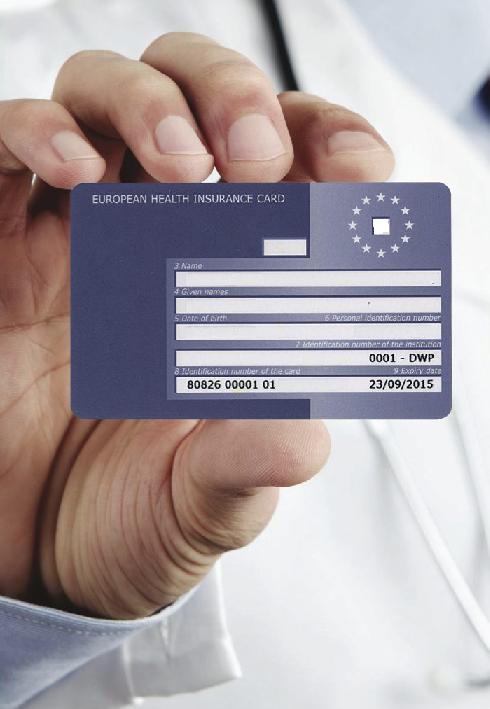 EUROPEAN HEALTH INSURANCE CARD
3 Name
4 Given names
5 Date of birth 6 Personal identification number
7 Identification number of the institution
0001 - DWP
8 Identification number of the card 9 Expiry date
80826 00001 01 23/09/2015